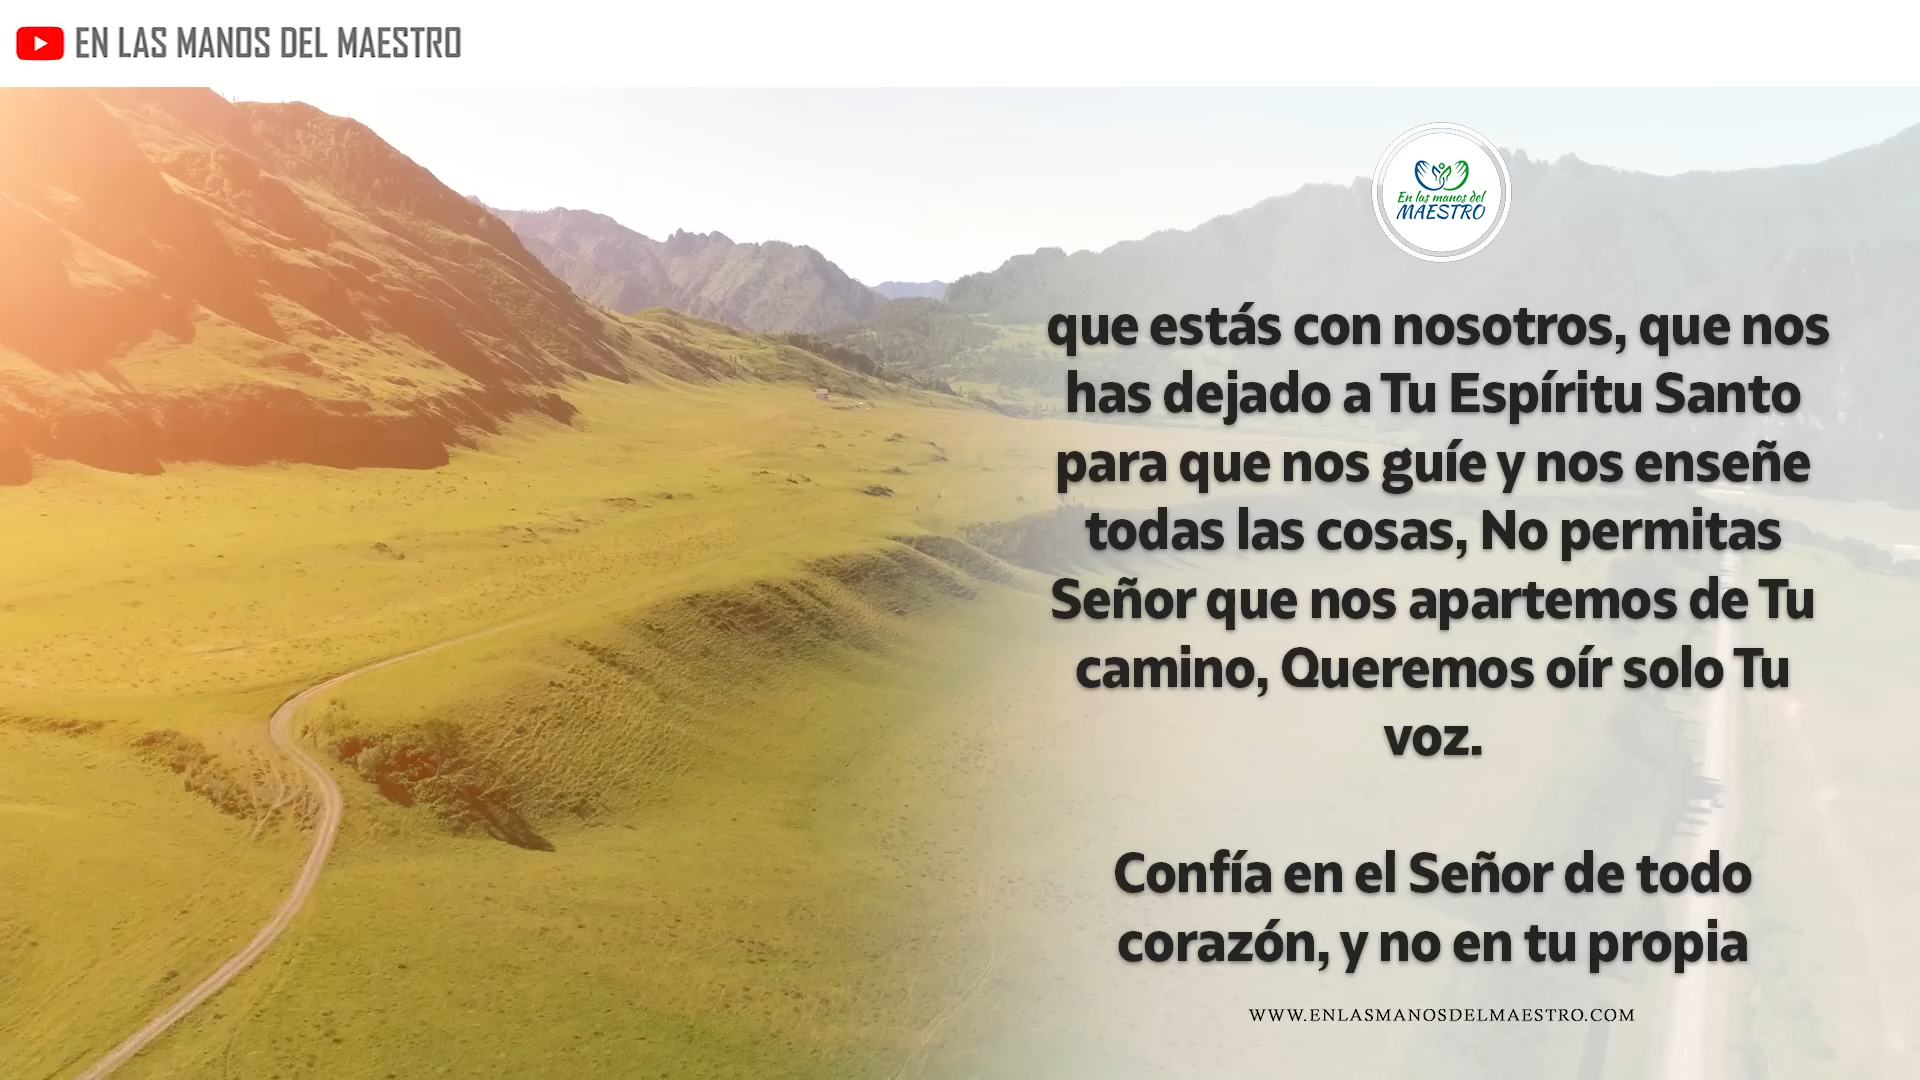 EN LAS MANOS DEL MAESTRO
En las manos del
MAESTRO
que estás con nosotros, que nos
has dejado a Tu Espíritu Santo
para que nos guíe y nos enseñe
todas las cosas, No permitas
Señor que nos apartemos de Tu
camino, Queremos oír solo Tu
voz.
Confía en el Señor de todo
corazón, y no en tu propia
WWW.ENLASMANOSDELMAESTRO.COM